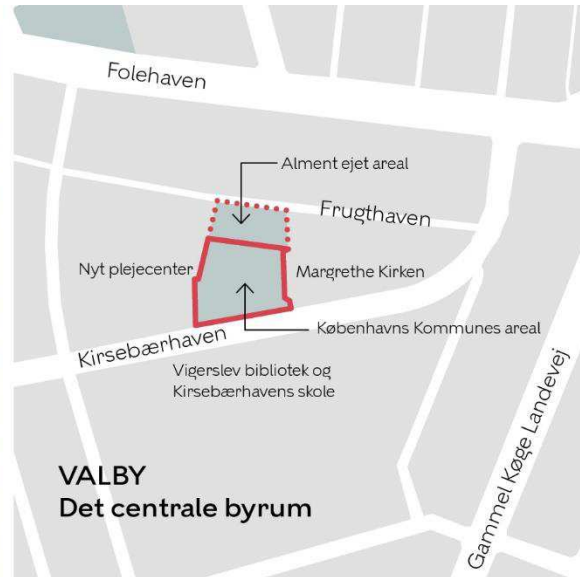 Folehaven
Alment ejet areal
Frugthaven
Nyt plejecenter
Margrethe Kirken
Københavns Kommunes areal
Kirsebærhaven
Vigerslev bibliotek og
Kirsebærhavens skole
Gammel Køge Landevej
VALBY
Det centrale byrum